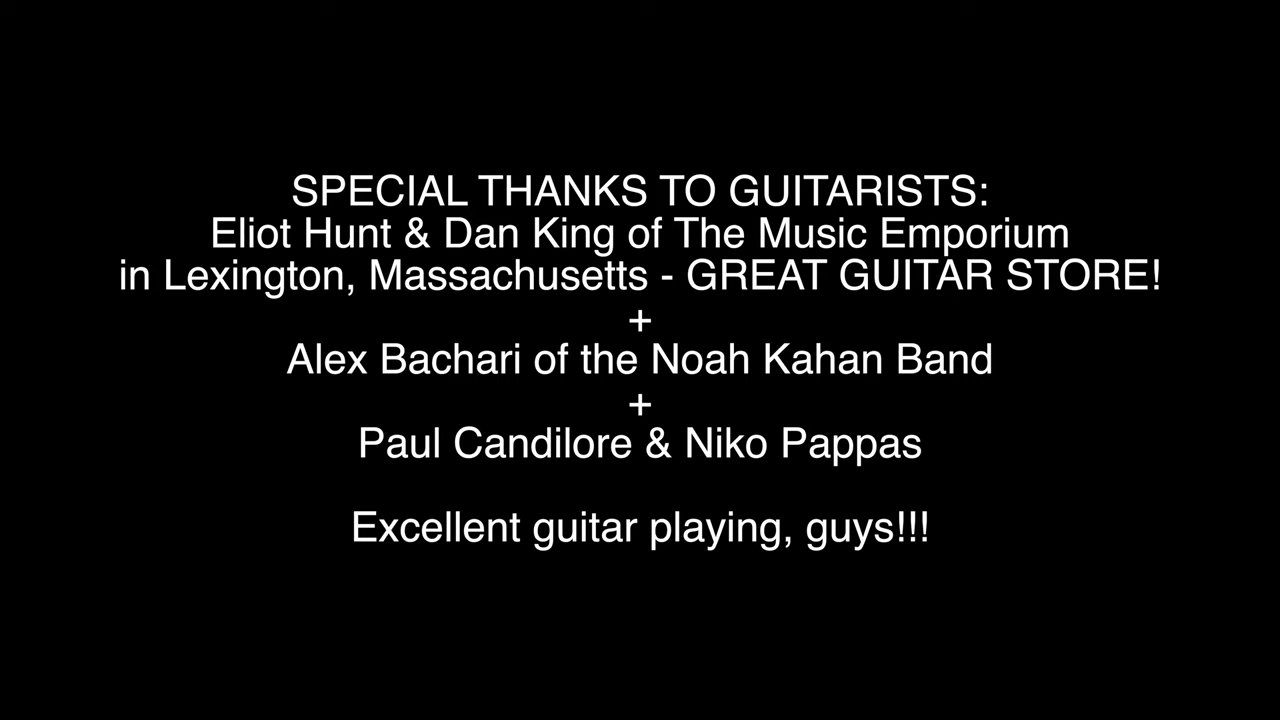 SPECIAL THANKS TO GUITARISTS:
Eliot Hunt & Dan King of The Music Emporium
in Lexington, Massachusetts - GREAT GUITAR STORE!
+
Alex Bachari of the Noah Kahan Band
+
Paul Candilore & Niko Pappas
Excellent guitar playing, guys!!!